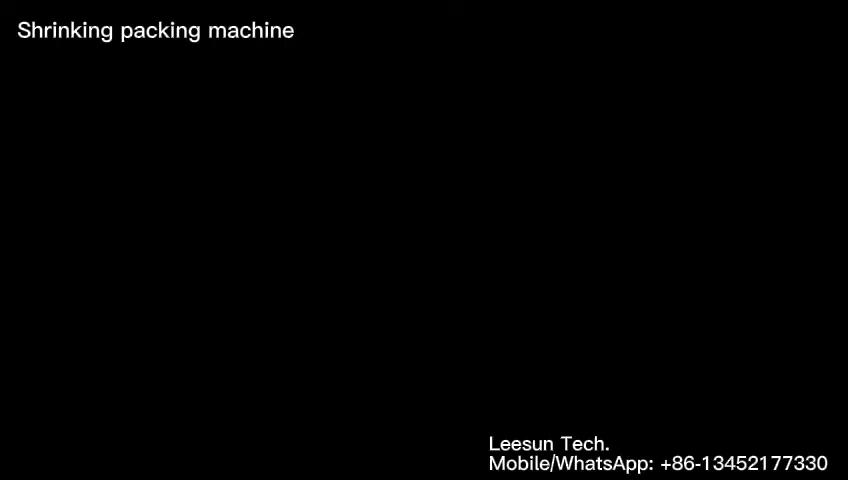 Shrinking packing machine
Leesun Tech.
Mobile/WhatsApp: +86-13452177330